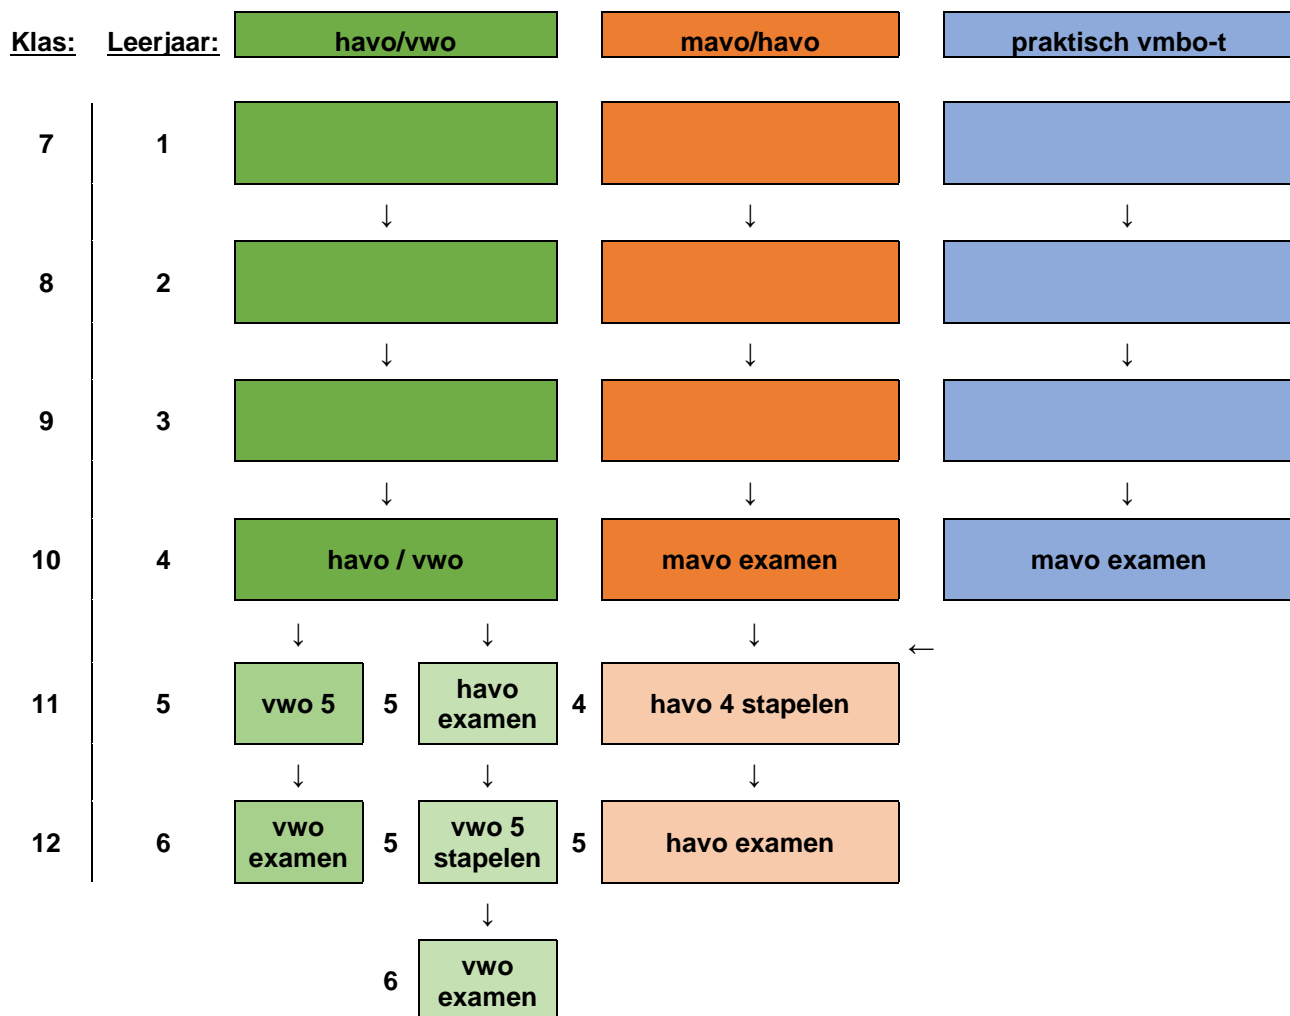 Klas: Leerjaar: havo/vwo mavo/havo praktisch vmbo-t
7 1
↓ ↓ ↓
8 2
↓ ↓ ↓
9 3
↓ ↓ ↓
10 4 havo / vwo mavo examen mavo examen
↓ ↓ ↓ ←
11 5 vwo 5 5 havo examen 4 havo 4 stapelen
↓ ↓ ↓
12 6 vwo examen 5 vwo 5 stapelen 5 havo examen
↓
6 vwo examen